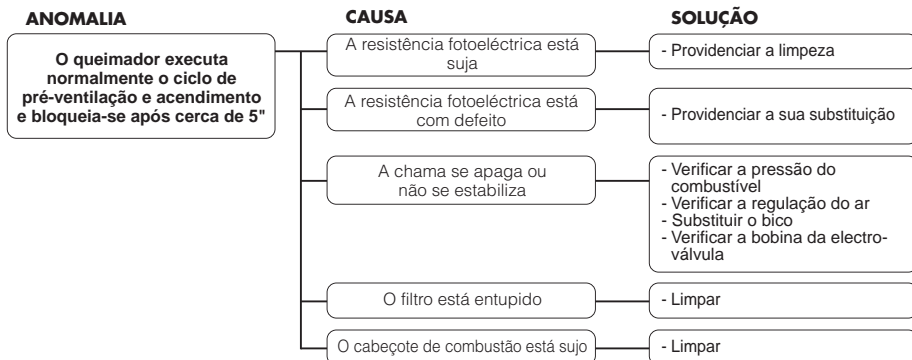 ANOMALIA
CAUSA
SOLUÇÃO
O queimador executa
normalmente o ciclo de
pré-ventilação e acendimento
e bloqueia-se após cerca de 5"
A resistência fotoeléctrica está
suja
- Providenciar a limpeza
A resistência fotoeléctrica está
com defeito
- Providenciar a sua substituição
A chama se apaga ou
não se estabiliza
- Verificar a pressão do
combustível
- Verificar a regulação do ar
- Substituir o bico
- Verificar a bobina da electro-
válvula
O filtro está entupido
- Limpar
O cabeçote de combustão está sujo
- Limpar